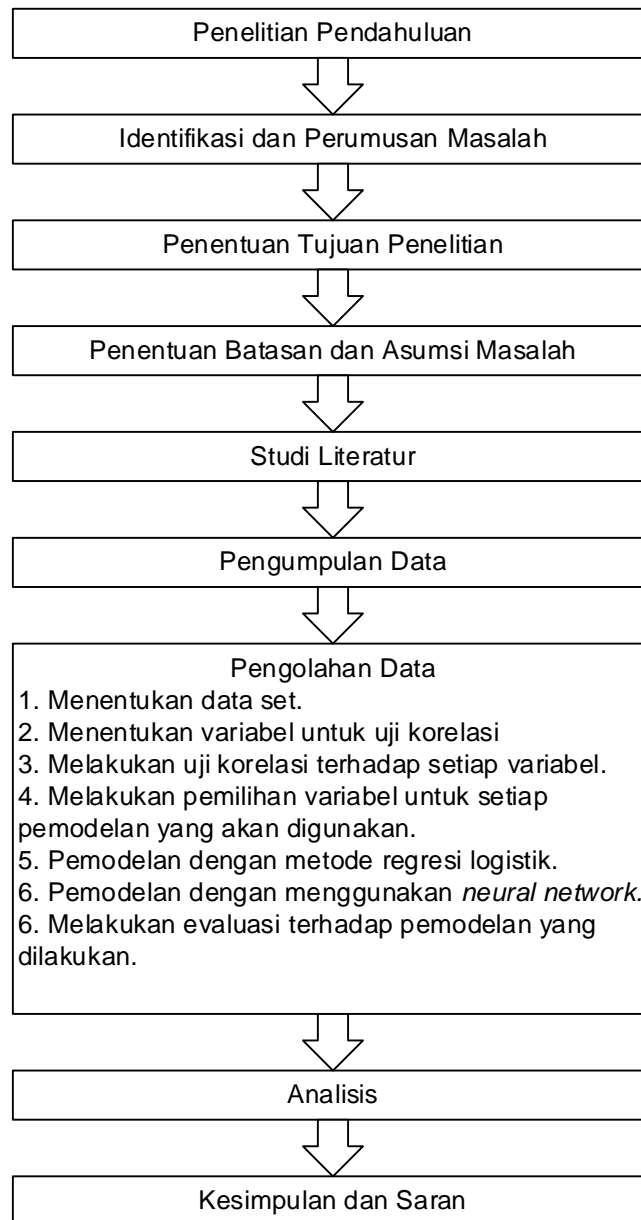 Penelitian Pendahuluan
Identifikasi dan Perumusan Masalah
Penentuan Tujuan Penelitian
Penentuan Batasan dan Asumsi Masalah
Studi Literatur
Pengumpulan Data
Pengolahan Data
1. Menentukan data set.
2. Menentukan variabel untuk uji korelasi
3. Melakukan uji korelasi terhadap setiap variabel.
4. Melakukan pemilihan variabel untuk setiap
pemodelan yang akan digunakan.
5. Pemodelan dengan metode regresi logistik.
6. Pemodelan dengan menggunakan neural network.
6. Melakukan evaluasi terhadap pemodelan yang
dilakukan.
Analisis
Kesimpulan dan Saran